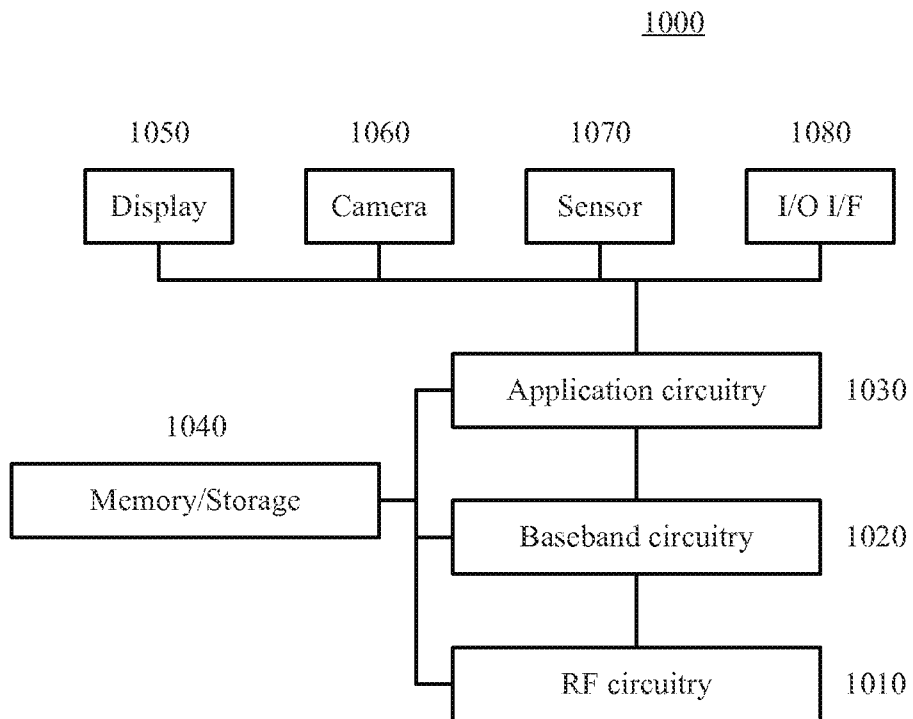 1000
1050 1060 1070 1080
Display Camera Sensor I/O I/F
Application circuitry 1030
1040
Memory/Storage
Baseband circuitry 1020
RF circuitry 1010